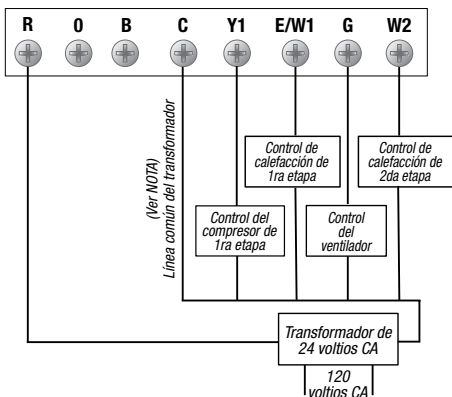 R O B C Y1 E/W1 G W2
(Ver NOTA)
Línea común del transformador
Control de
calefacción de
1ra etapa
Control de
calefacción de
2da etapa
Control del
compresor de
1ra etapa
Control
del
ventilador
Transformador de
24 voltios CA
120
voltios CA